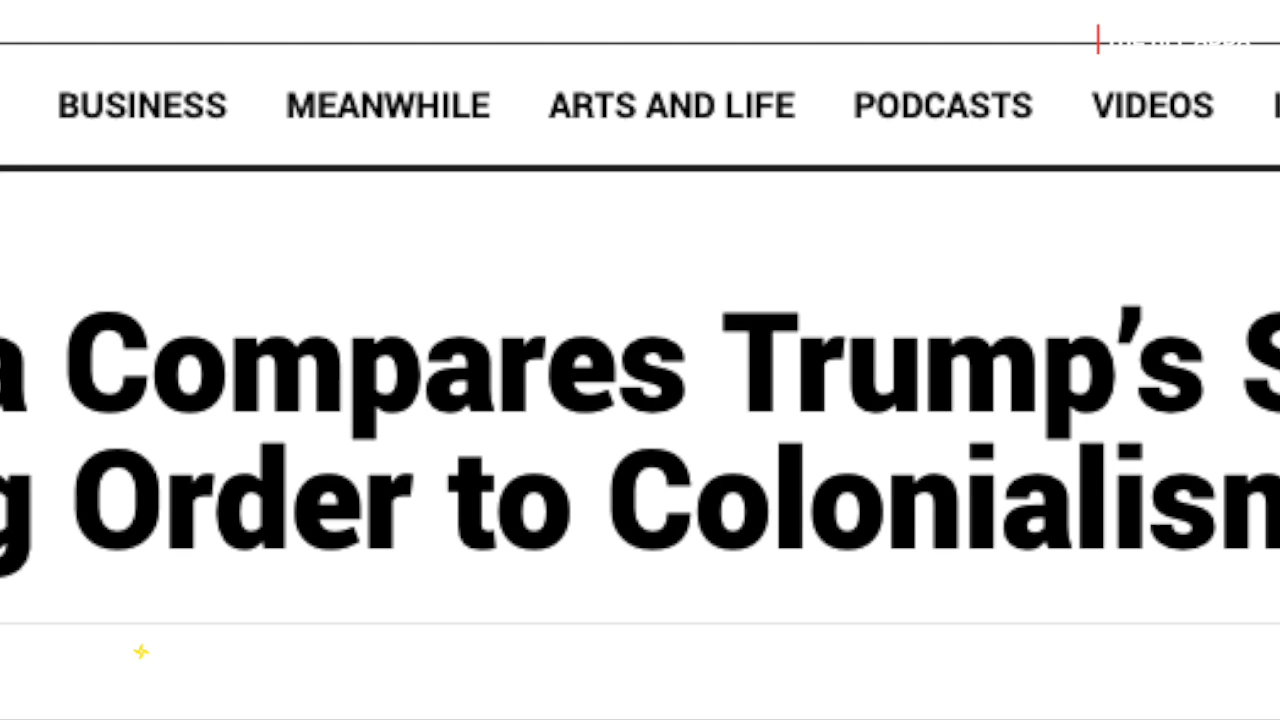 BUSINESS MEANWHILE ARTS AND LIFE PODCASTS VIDEOS
a Compares Trump’s S
g Order to Colonialism